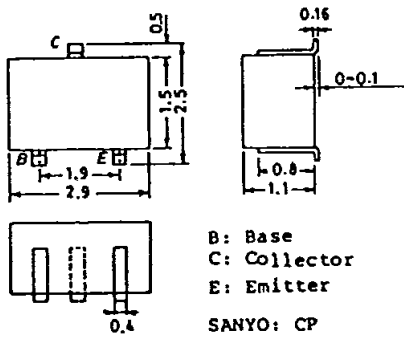 C
0.5
0.16
1.5
2.5
0-0.1
B
E
1.9
2.9
0.8
1.1
0.4
B: Base
C: Collector
E: Emitter
SANYO: CP